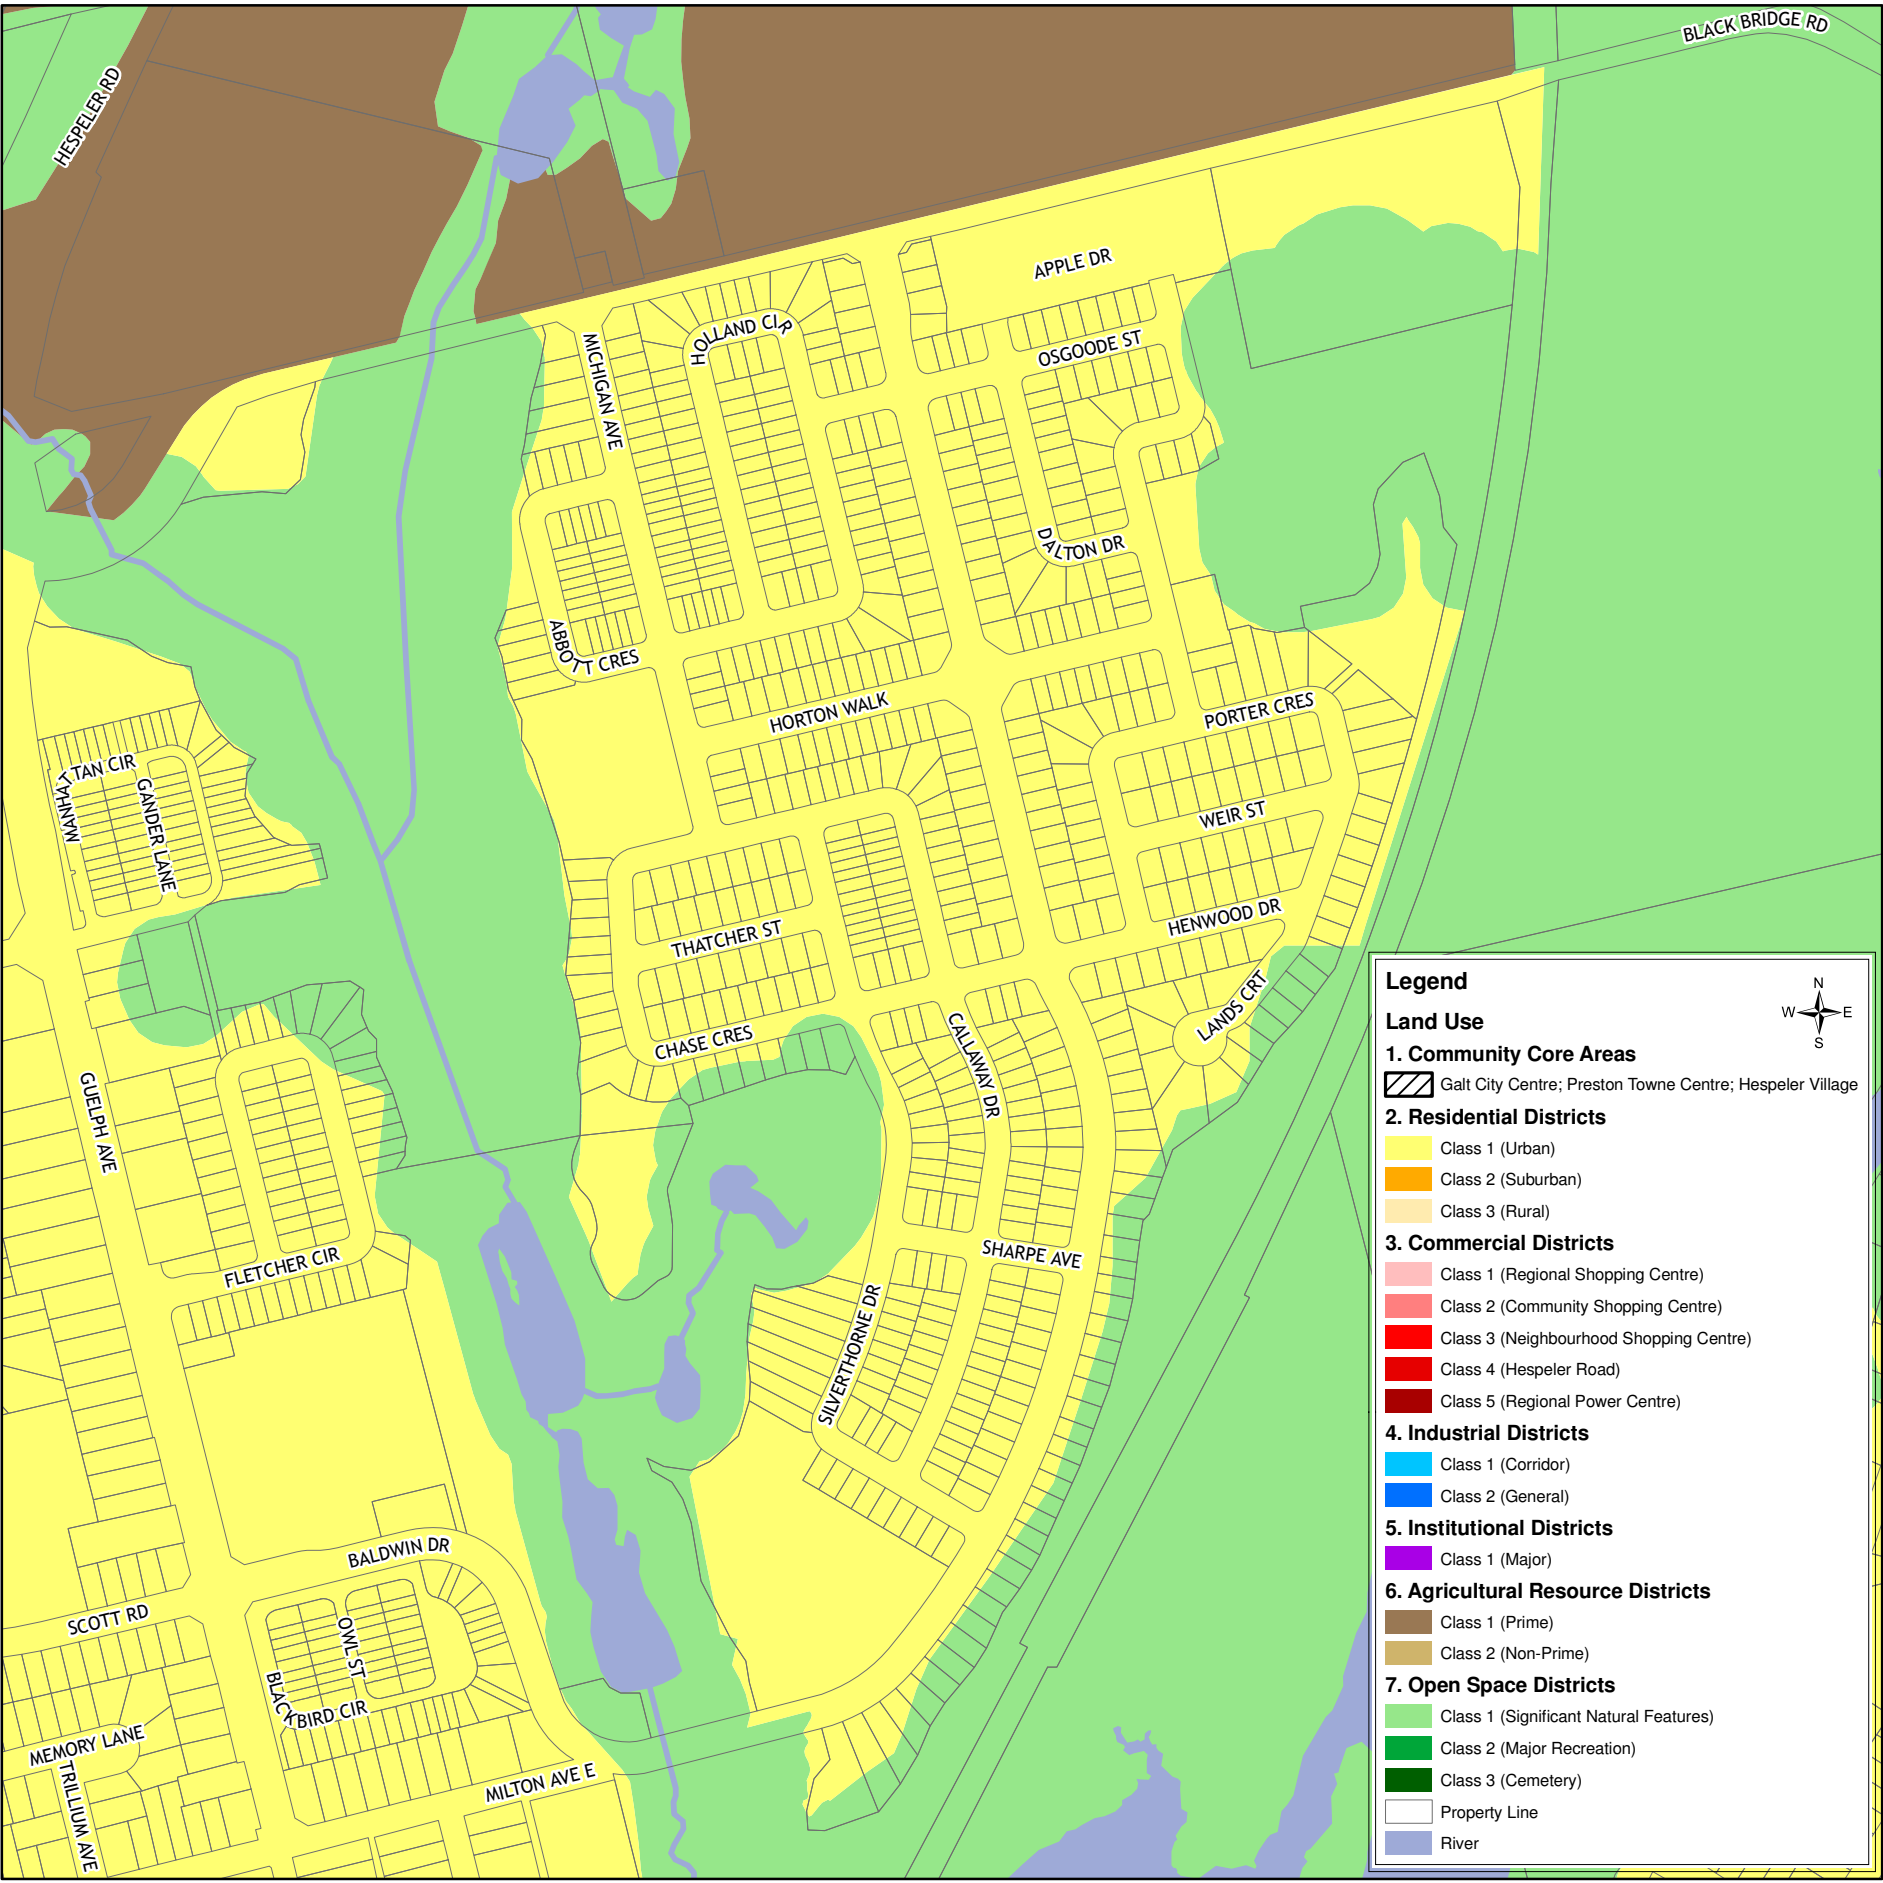 BLACK BRIDGE RD
HESPELER RD
APPLE DR
HOLLAND CIR
MICHIGAN AVE
OSGOODE ST
DALTON DR
ABBOTT CRES
HORTON WALK
PORTER CRES
MANHATTAN CIR
GANDER LANE
WEIR ST
HENWOOD DR
THATCHER ST
CHASE CRES
LANDS CRT
CALLAWAY DR
GUELPH AVE
FLETCHER CIR
SHARPE AVE
SILVERTHORNE DR
BALDWIN DR
SCOTT RD
OWL ST
BLACKBIRD CIR
MEMORY LANE
TRILLIUM AVE
MILTON AVE E
Legend
N
W E
S
Land Use
1. Community Core Areas
Galt City Centre; Preston Towne Centre; Hespeler Village
2. Residential Districts
Class 1 (Urban)
Class 2 (Suburban)
Class 3 (Rural)
3. Commercial Districts
Class 1 (Regional Shopping Centre)
Class 2 (Community Shopping Centre)
Class 3 (Neighbourhood Shopping Centre)
Class 4 (Hespeler Road)
Class 5 (Regional Power Centre)
4. Industrial Districts
Class 1 (Corridor)
Class 2 (General)
5. Institutional Districts
Class 1 (Major)
6. Agricultural Resource Districts
Class 1 (Prime)
Class 2 (Non-Prime)
7. Open Space Districts
Class 1 (Significant Natural Features)
Class 2 (Major Recreation)
Class 3 (Cemetery)
Property Line
River